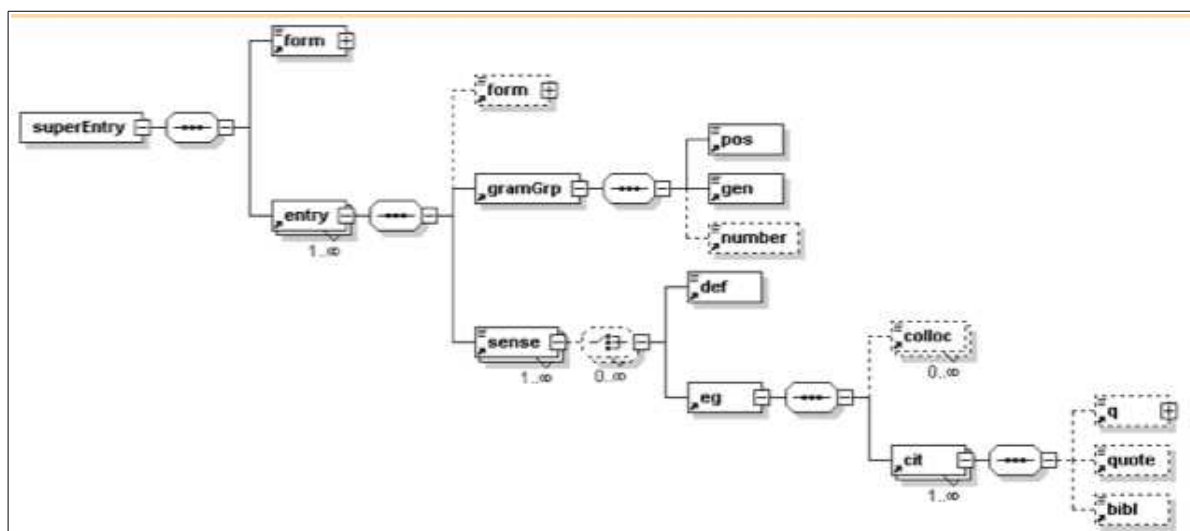 form
form
superEntry
pos
gramGrp
gen
entry
number
1..∞
def
sense
colloc
1..∞
0..∞
0..∞
eg
q
cit
quote
1..∞
bibl